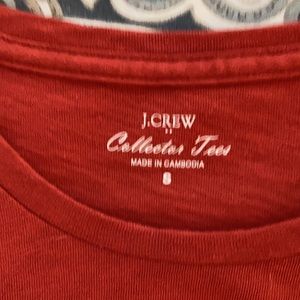 J.CREW
Collector Tees
MADE IN CAMBODIA
S